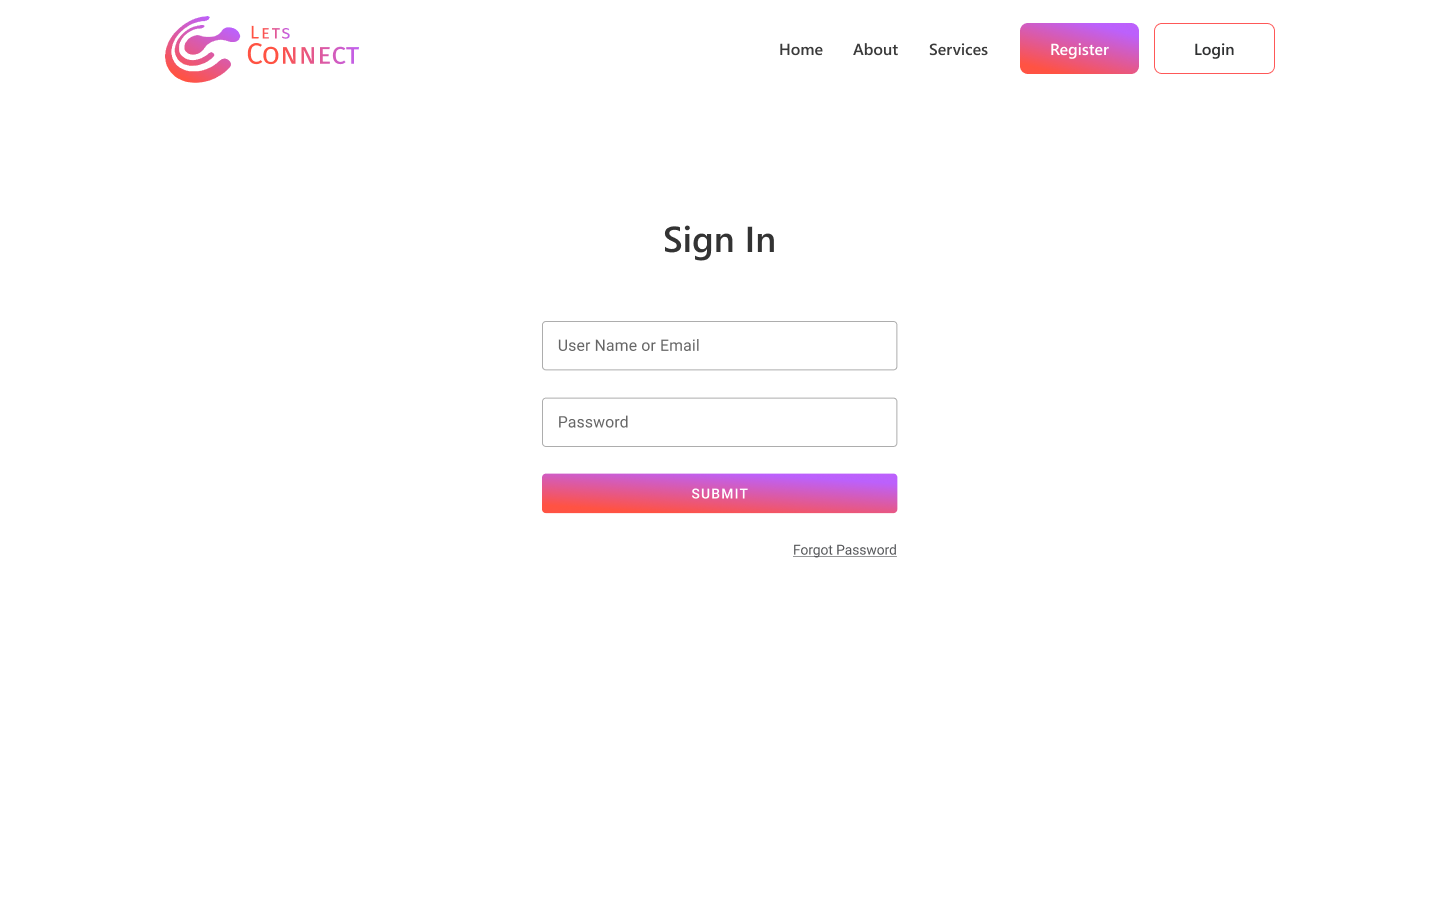 LETS
CONNECT
Home About Services Register Login
Sign In
User Name or Email
Password
SUBMIT
Forgot Password